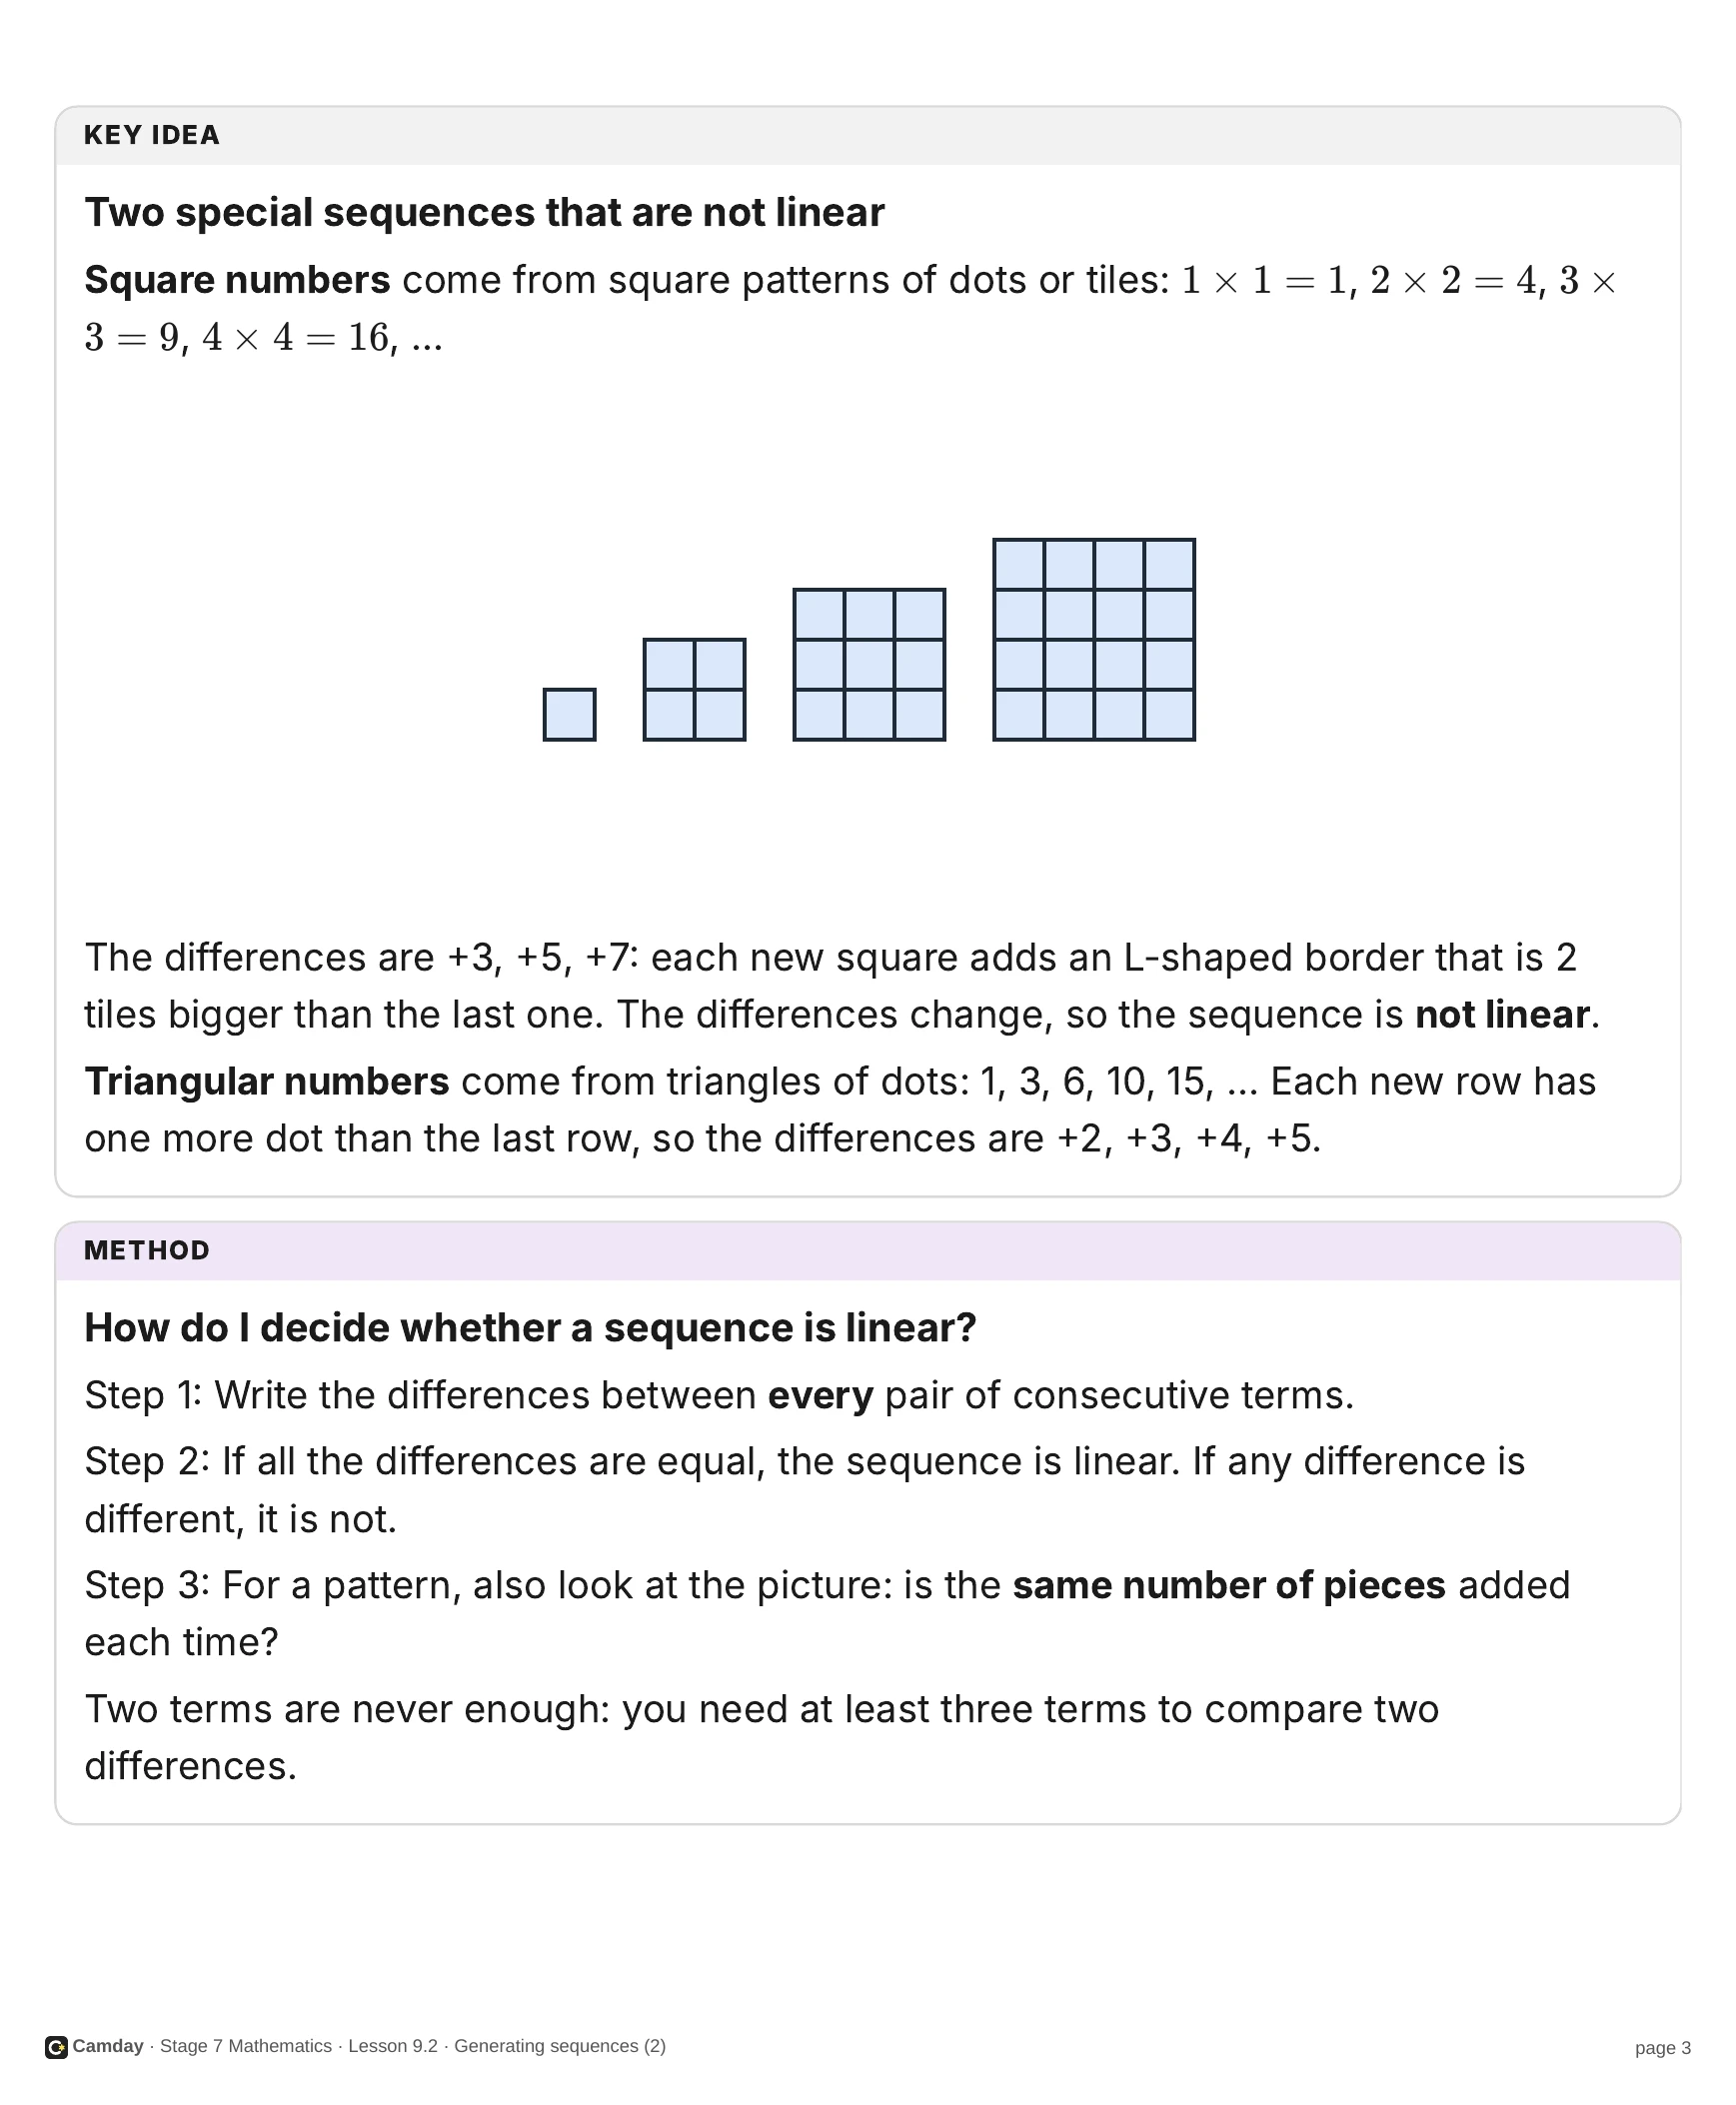 KEY IDEA
Two special sequences that are not linear
Square numbers come from square patterns of dots or tiles: 1 × 1 = 1, 2 × 2 = 4, 3 ×
3 = 9, 4 × 4 = 16, ...
The differences are +3, +5, +7: each new square adds an L-shaped border that is 2
tiles bigger than the last one. The differences change, so the sequence is not linear.
Triangular numbers come from triangles of dots: 1, 3, 6, 10, 15, ... Each new row has
one more dot than the last row, so the differences are +2, +3, +4, +5.
METHOD
How do I decide whether a sequence is linear?
Step 1: Write the differences between every pair of consecutive terms.
Step 2: If all the differences are equal, the sequence is linear. If any difference is
different, it is not.
Step 3: For a pattern, also look at the picture: is the same number of pieces added
each time?
Two terms are never enough: you need at least three terms to compare two
differences.
Camday · Stage 7 Mathematics · Lesson 9.2 · Generating sequences (2)
page 3